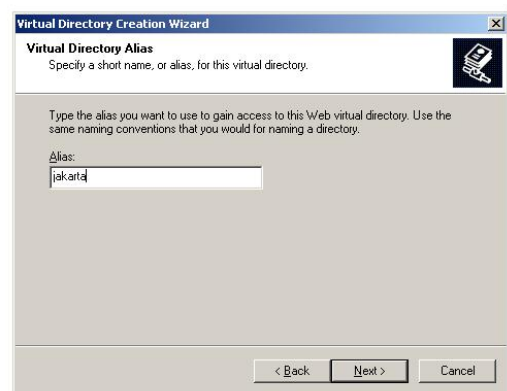 Virtual Directory Creation Wizard
Virtual Directory Alias
Specify a short name, or alias, for this virtual directory.
Type the alias you want to use to gain access to this Web virtual directory. Use the
same naming conventions that you would for naming a directory.
Alias:
jakarta
< Back Next > Cancel